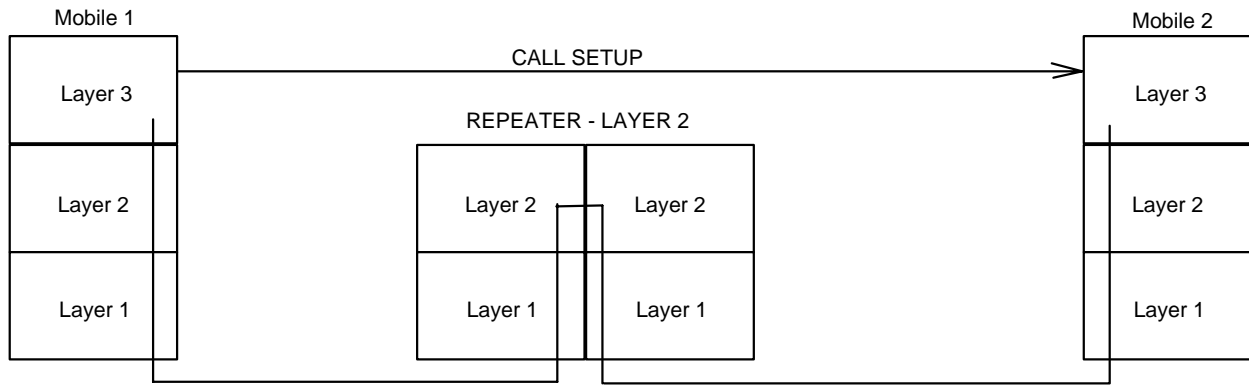 Mobile 1
Mobile 2
CALL SETUP
Layer 3
Layer 3
REPEATER - LAYER 2
Layer 2
Layer 2
Layer 2
Layer 2
Layer 1
Layer 1
Layer 1
Layer 1